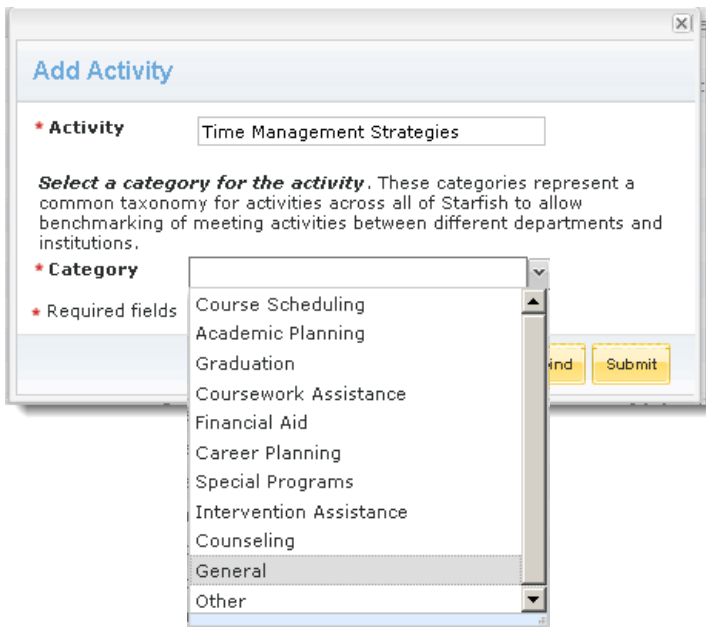 Add Activity
* Activity Time Management Strategies
Select a category for the activity. These categories represent a
common taxonomy for activities across all of Starfish to allow
benchmarking of meeting activities between different departments and
institutions.
* Category
* Required fields
Course Scheduling
Academic Planning
Graduation
Coursework Assistance
Financial Aid
Career Planning
Special Programs
Intervention Assistance
Counseling
General
Other
Submit